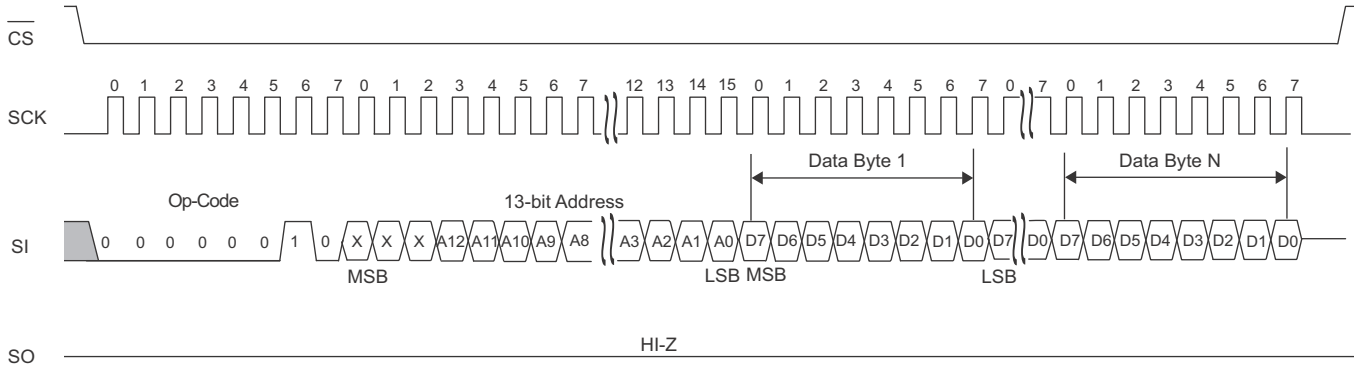 CS
0 1 2 3 4 5 6 7 0 1 2 3 4 5 6 7 12 13 14 15 0 1 2 3 4 5 6 7 0 7 0 1 2 3 4 5 6 7
SCK
Data Byte 1 Data Byte N
Op-Code 13-bit Address
SI 0 0 0 0 0 0 1 0 X X X A12 A11 A10 A9 A8 A3 A2 A1 A0 D7 D6 D5 D4 D3 D2 D1 D0 D7 D0 D7 D6 D5 D4 D3 D2 D1 D0
MSB LSB MSB LSB
HI-Z
SO